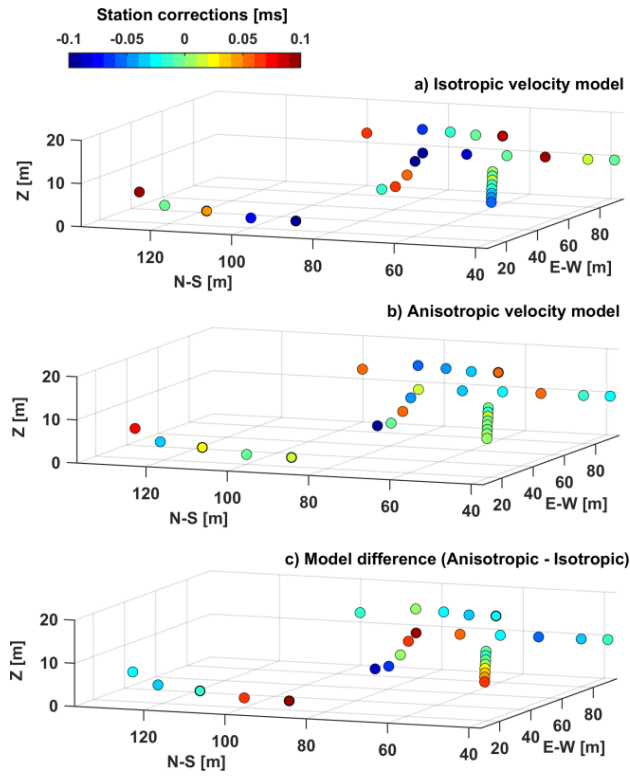 Station corrections [ms]
-0.1 -0.05 0 0.05 0.1
a) Isotropic velocity model
20
10
0
Z [m]
120 100 80 60 40
N-S [m]
20 40 60 80
E-W [m]
b) Anisotropic velocity model
20
10
0
Z [m]
120 100 80 60 40
N-S [m]
20 40 60 80
E-W [m]
c) Model difference (Anisotropic - Isotropic)
20
10
0
Z [m]
120 100 80 60 40
N-S [m]
20 40 60 80
E-W [m]